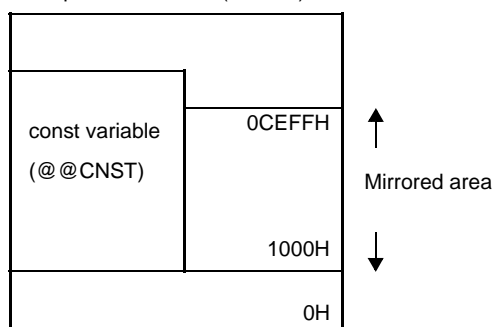 const variable
0CEFFH
(@@CNST)
Mirrored area
1000H
0H